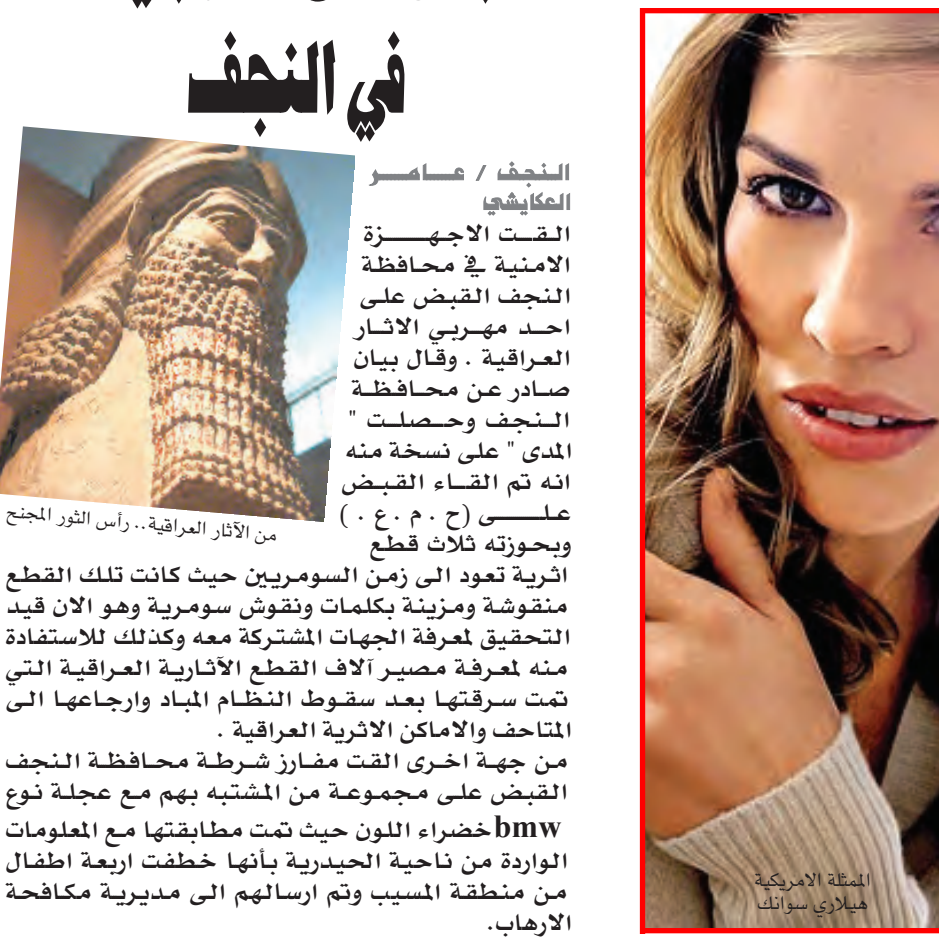 في النجف
النجف / عامر
العكايشي
القت الاجهزة
الامنية في محافظة
النجف القبض على
احد مهربي الاثار
العراقية . وقال بيان
صادر عن محافظة
النجف وحصلت "
المدى " على نسخة منه
انه تم القاء القبض
على (ح . م . ع . )
وبحوزته ثلاث قطع
اثرية تعود الى زمن السومريين حيث كانت تلك القطع
منقوشة ومزينة بكلمات ونقوش سومرية وهو الان قيد
التحقيق لمعرفة الجهات المشتركة معه وكذلك للاستفادة
منه لمعرفة مصير آلاف القطع الآثارية العراقية التي
تمت سرقتها بعد سقوط النظام المباد وارجاعها الى
المتاحف والاماكن الاثرية العراقية .
من جهة اخرى القت مفارز شرطة محافظة النجف
القبض على مجموعة من المشتبه بهم مع عجلة نوع
bmw خضراء اللون حيث تمت مطابقتها مع المعلومات
الواردة من ناحية الحيدرية بأنها خطفت اربعة اطفال
من منطقة المسيب وتم ارسالهم الى مديرية مكافحة
الارهاب.
من الآثار العراقية.. رأس الثور المجنح
الممثلة الامريكية
هيلاري سوانك